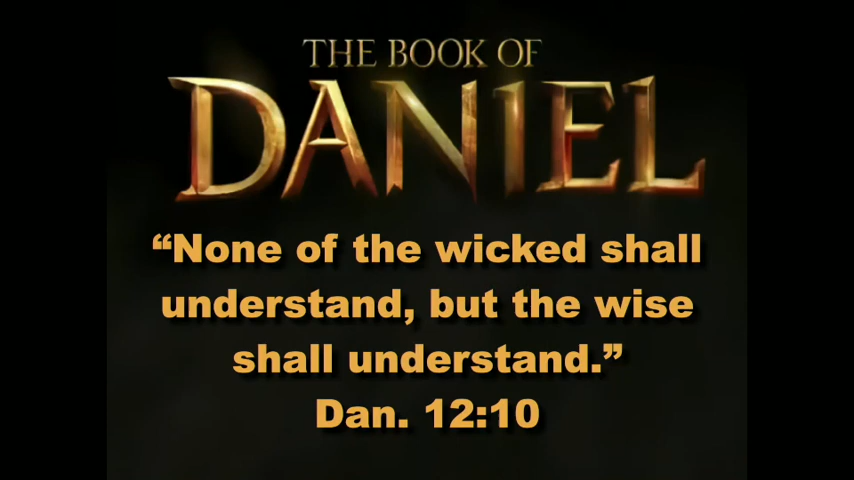 THE BOOK OF
DANIEL
“None of the wicked shall
understand, but the wise
shall understand.”
Dan. 12:10